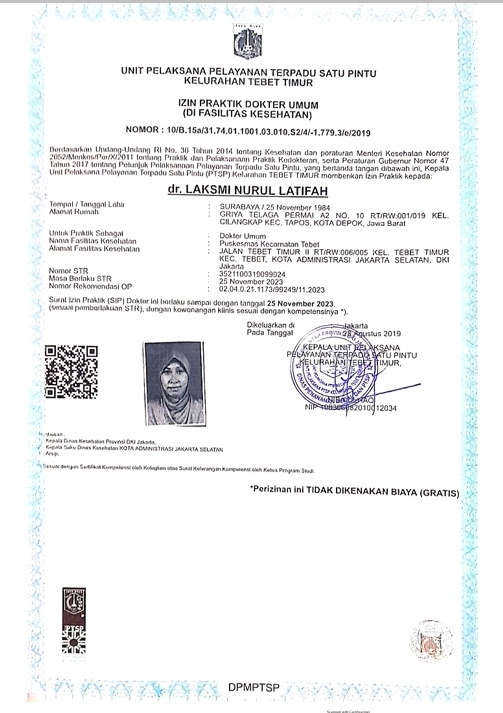 UNIT PELAKSANA PELAYANAN TERPADU SATU PINTU
KELURAHAN TEBET TIMUR
IZIN PRAKTIK DOKTER UMUM
(DI FASILITAS KESEHATAN)
NOMOR : 10/B.15a/31.74.01.1001.03.010.S2/4/-1.779.3/e/2019
Berdasarkan Undang-Undang RI No. 36 Tahun 2014 tentang Kesehatan dan peraturan Menteri Kesehatan Nomor
2052/Menkes/Per/X/2011 tentang Praktik dan Pelaksanaan Praktik Kedokteran, serta Peraturan Gubernur Nomor 47
Tahun 2017 tentang Petunjuk Pelaksanaan Pelayanan Terpadu Satu Pintu, yang bertanda tangan dibawah ini, Kepala
Unit Pelaksana Pelayanan Terpadu Satu Pintu (PTSP) Kelurahan TEBET TIMUR memberikan Izin Praktik kepada:
dr. LAKSMI NURUL LATIFAH
Tempat / Tanggal Lahir : SURABAYA / 25 November 1984
Alamat Rumah : GRIYA TELAGA PERMAI A2 NO. 10 RT/RW:001/019 KEL.
CILANGKAP KEC. TAPOS, KOTA DEPOK, Jawa Barat
Untuk Praktik Sebagai : Dokter Umum
Nama Fasilitas Kesehatan : Puskesmas Kecamatan Tebet
Alamat Fasilitas Kesehatan : JALAN TEBET TIMUR II RT/RW:006/005 KEL. TEBET TIMUR
KEC. TEBET, KOTA ADMINISTRASI JAKARTA SELATAN, DKI
Jakarta
Nomor STR : 3521100319099924
Masa Berlaku STR : 25 November 2023
Nomor Rekomendasi OP : 02.04.0.21.1173/99249/11.2023
Surat Izin Praktik (SIP) Dokter ini berlaku sampai dengan tanggal 25 November 2023.
(sesuai pemberlakuan STR), dengan kewenangan klinis sesuai dengan kompetensinya *).
Dikeluarkan di : Jakarta
Pada Tanggal : Agustus 2019
KEPALA UNIT PELAKSANA
PELAYANAN TERPADU SATU PINTU
KELURAHAN TEBET TIMUR,
NIP
Kepala Dinas Kesehatan Provinsi DKI Jakarta,
Kepala Suku Dinas Kesehatan KOTA ADMINISTRASI JAKARTA SELATAN
Arsip.
Sesuai dengan Sertifikat Kompetensi oleh Kolegium atau Surat Keterangan Kompetensi oleh Ketua Program Studi.
*Perizinan ini TIDAK DIKENAKAN BIAYA (GRATIS)
PTSP
DPMPTSP
Scanned with CamScanner